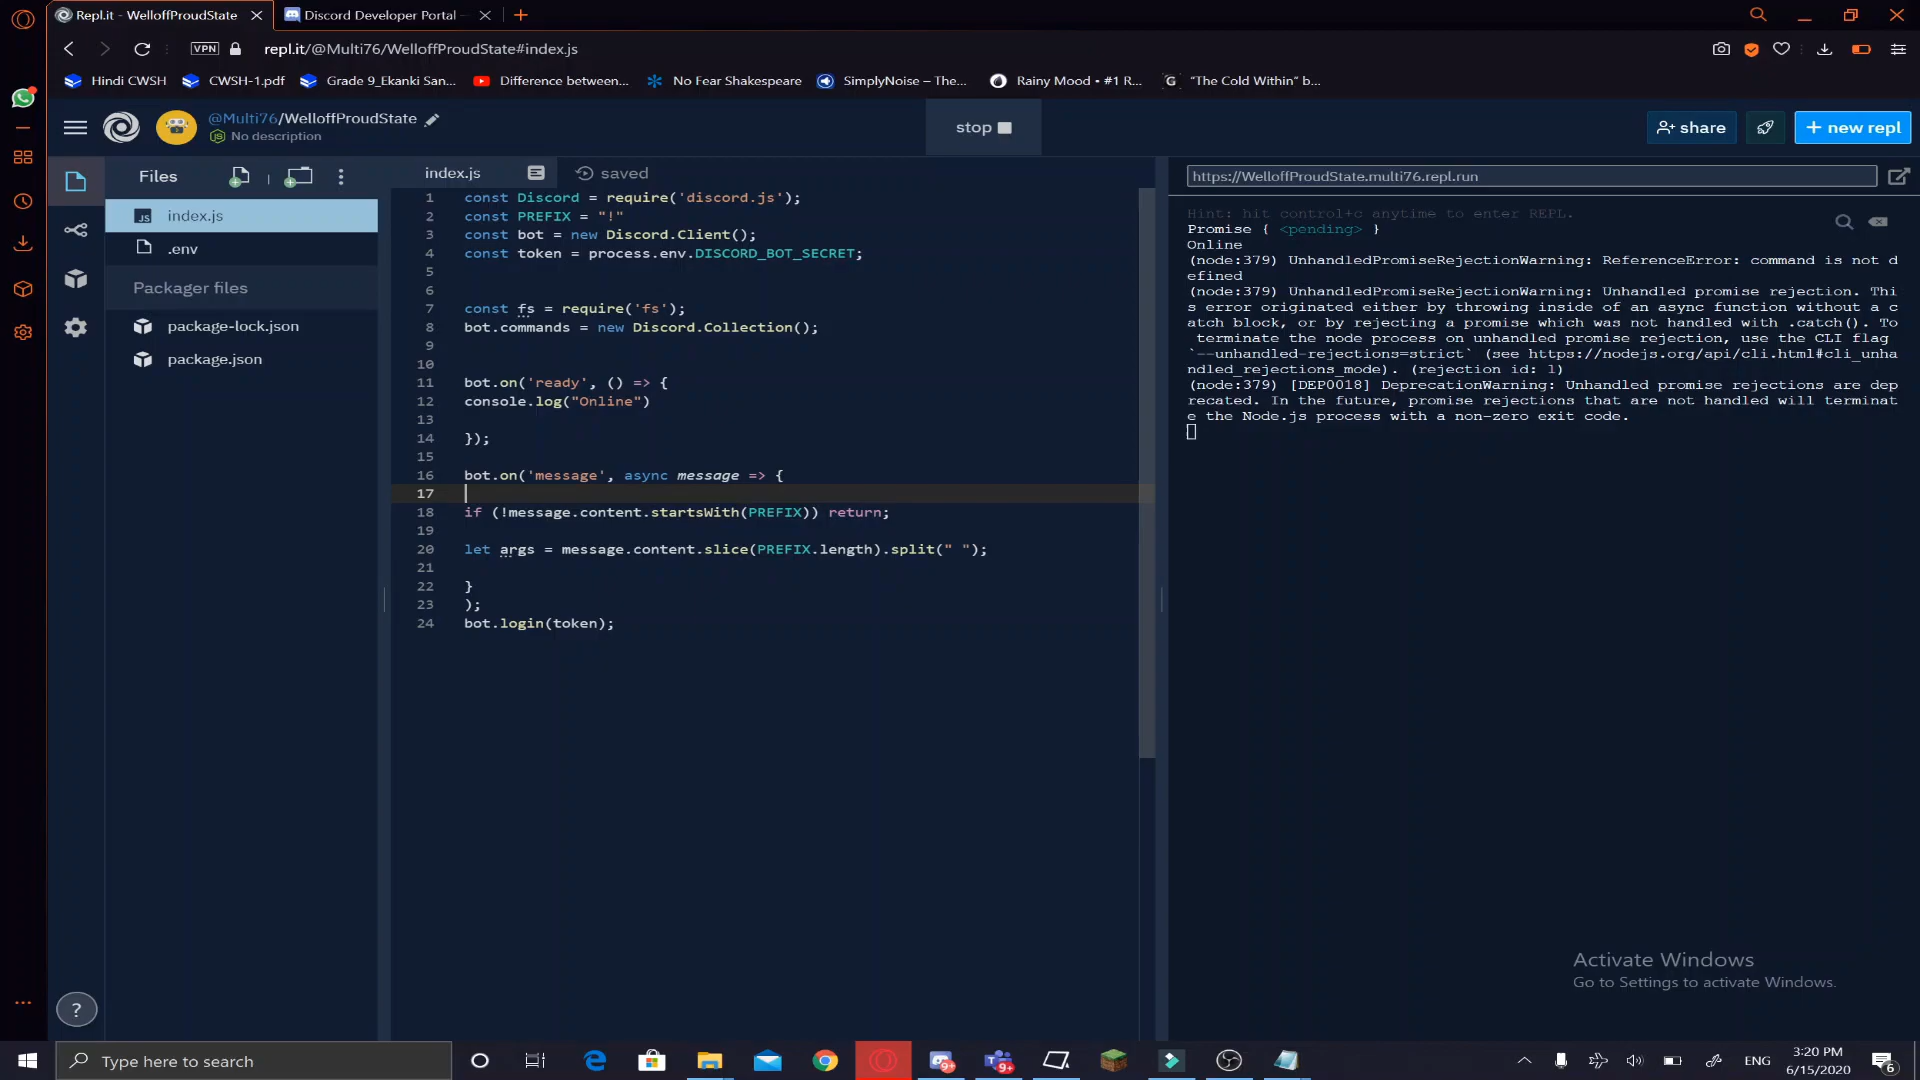 Repl.it - WelloffProudState
Discord Developer Portal
VPN
repl.it/@Multi76/WelloffProudState#index.js
Hindi CWSH
CWSH-1.pdf
Grade 9_Ekanki San...
Difference between...
No Fear Shakespeare
SimplyNoise – The...
Rainy Mood • #1 R...
G
"The Cold Within" b...
@Multi76/WelloffProudState
No description
stop
share
+ new repl
Files
index.js
saved
https://WelloffProudState.multi76.repl.run
JS index.js
.env
Packager files
package-lock.json
package.json
1 const Discord = require('discord.js');
2 const PREFIX = "!"
3 const bot = new Discord.Client();
4 const token = process.env.DISCORD_BOT_SECRET;
5
6
7 const fs = require('fs');
8 bot.commands = new Discord.Collection();
9
10
11 bot.on('ready', () => {
12 console.log("Online")
13
14 });
15
16 bot.on('message', async message => {
17
18 if (!message.content.startsWith(PREFIX)) return;
19
20 let args = message.content.slice(PREFIX.length).split(" ");
21
22 }
23 );
24 bot.login(token);
Hint: hit control+c anytime to enter REPL.
Promise { <pending> }
Online
(node:379) UnhandledPromiseRejectionWarning: ReferenceError: command is not d
efined
(node:379) UnhandledPromiseRejectionWarning: Unhandled promise rejection. Thi
s error originated either by throwing inside of an async function without a c
atch block, or by rejecting a promise which was not handled with .catch(). To
terminate the node process on unhandled promise rejection, use the CLI flag
`--unhandled-rejections=strict` (see https://nodejs.org/api/cli.html#cli_unha
ndled_rejections_mode). (rejection id: 1)
(node:379) [DEP0018] DeprecationWarning: Unhandled promise rejections are dep
recated. In the future, promise rejections that are not handled will terminat
e the Node.js process with a non-zero exit code.
Activate Windows
Go to Settings to activate Windows.
?
Type here to search
9+
9+
ENG
3:20 PM
6/15/2020
6